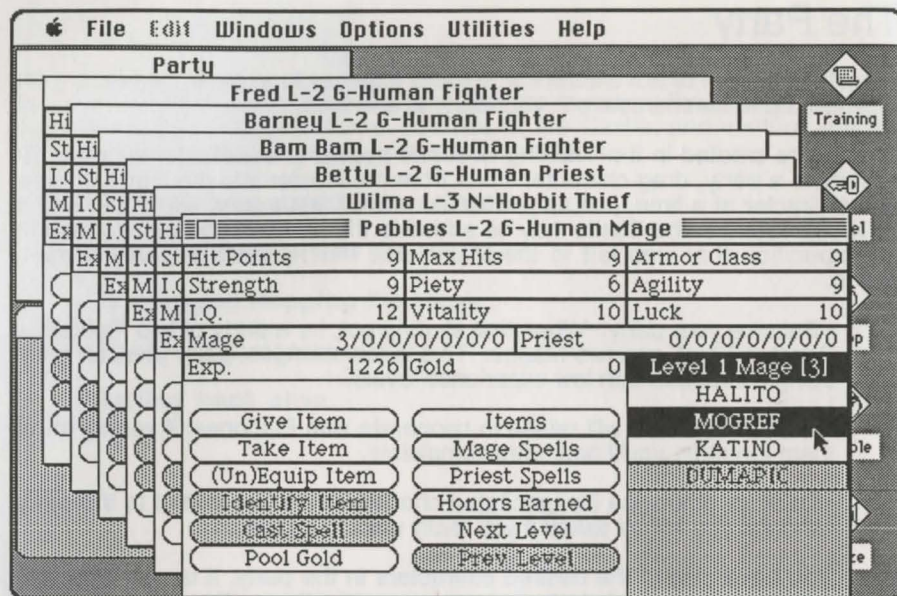 The Party
File Edit Windows Options Utilities Help
Party
Training
Fred L-2 G-Human Fighter
Barney L-2 G-Human Fighter
Bam Bam L-2 G-Human Fighter
Betty L-2 G-Human Priest
Wilma L-3 N-Hobbit Thief
Pebbles L-2 G-Human Mage
Hit Points 9 Max Hits 9 Armor Class 9
Strength 9 Piety 6 Agility 9
I.Q. 12 Vitality 10 Luck 10
Mage 3/0/0/0/0/0/0 Priest 0/0/0/0/0/0/0
Exp. 1226 Gold 0 Level 1 Mage [3]
HALITO
Give Item Items MOGREF
Take Item Mage Spells KATINO
(Un)Equip Item Priest Spells DUMAPIC
Identify Item Honors Earned
Cast Spell Next Level
Pool Gold Prev Level